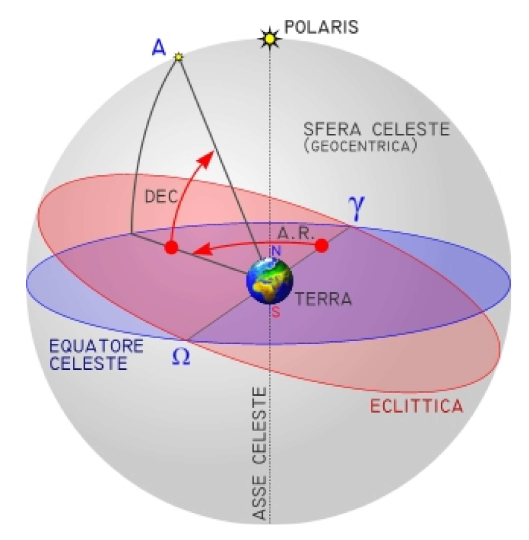 POLARIS
A
SFERA CELESTE
(GEOCENTRICA)
DEC
γ
A.R.
N
TERRA
S
EQUATORE
CELESTE
Ω
ECLITTICA
ASSE CELESTE